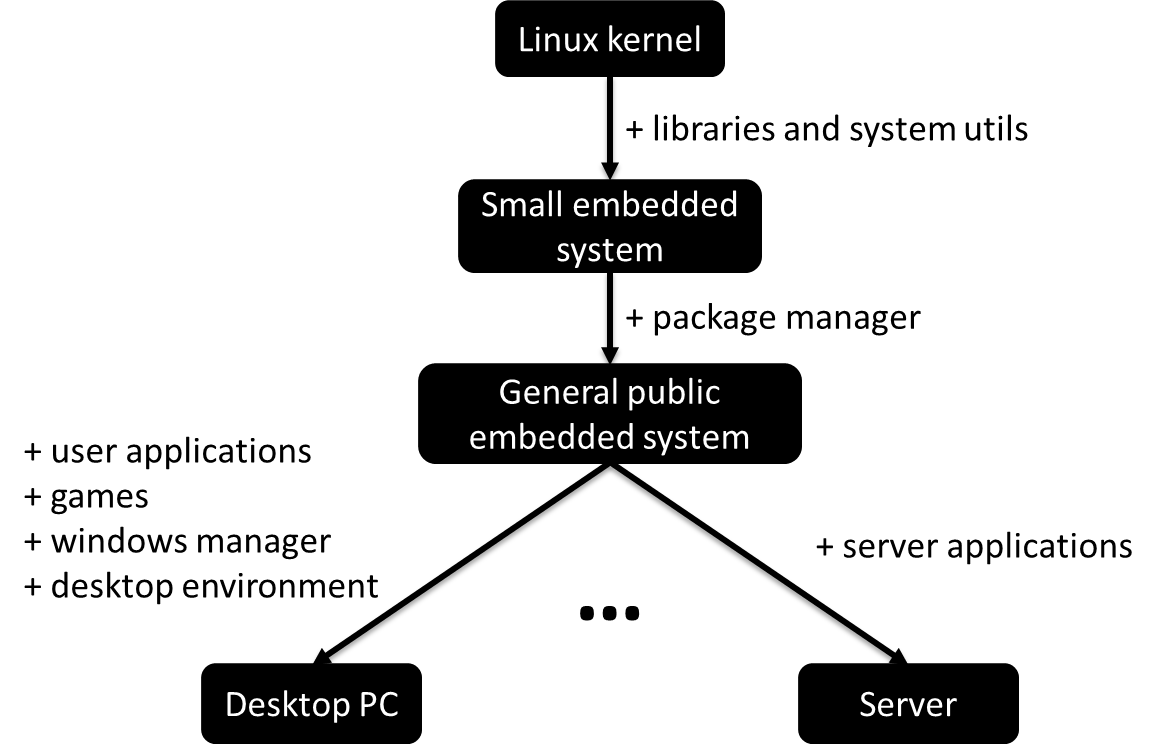 Linux kernel
+ libraries and system utils
Small embedded
system
+ package manager
General public
embedded system
+ user applications
+ games
+ windows manager
+ desktop environment
+ server applications
...
Desktop PC
Server